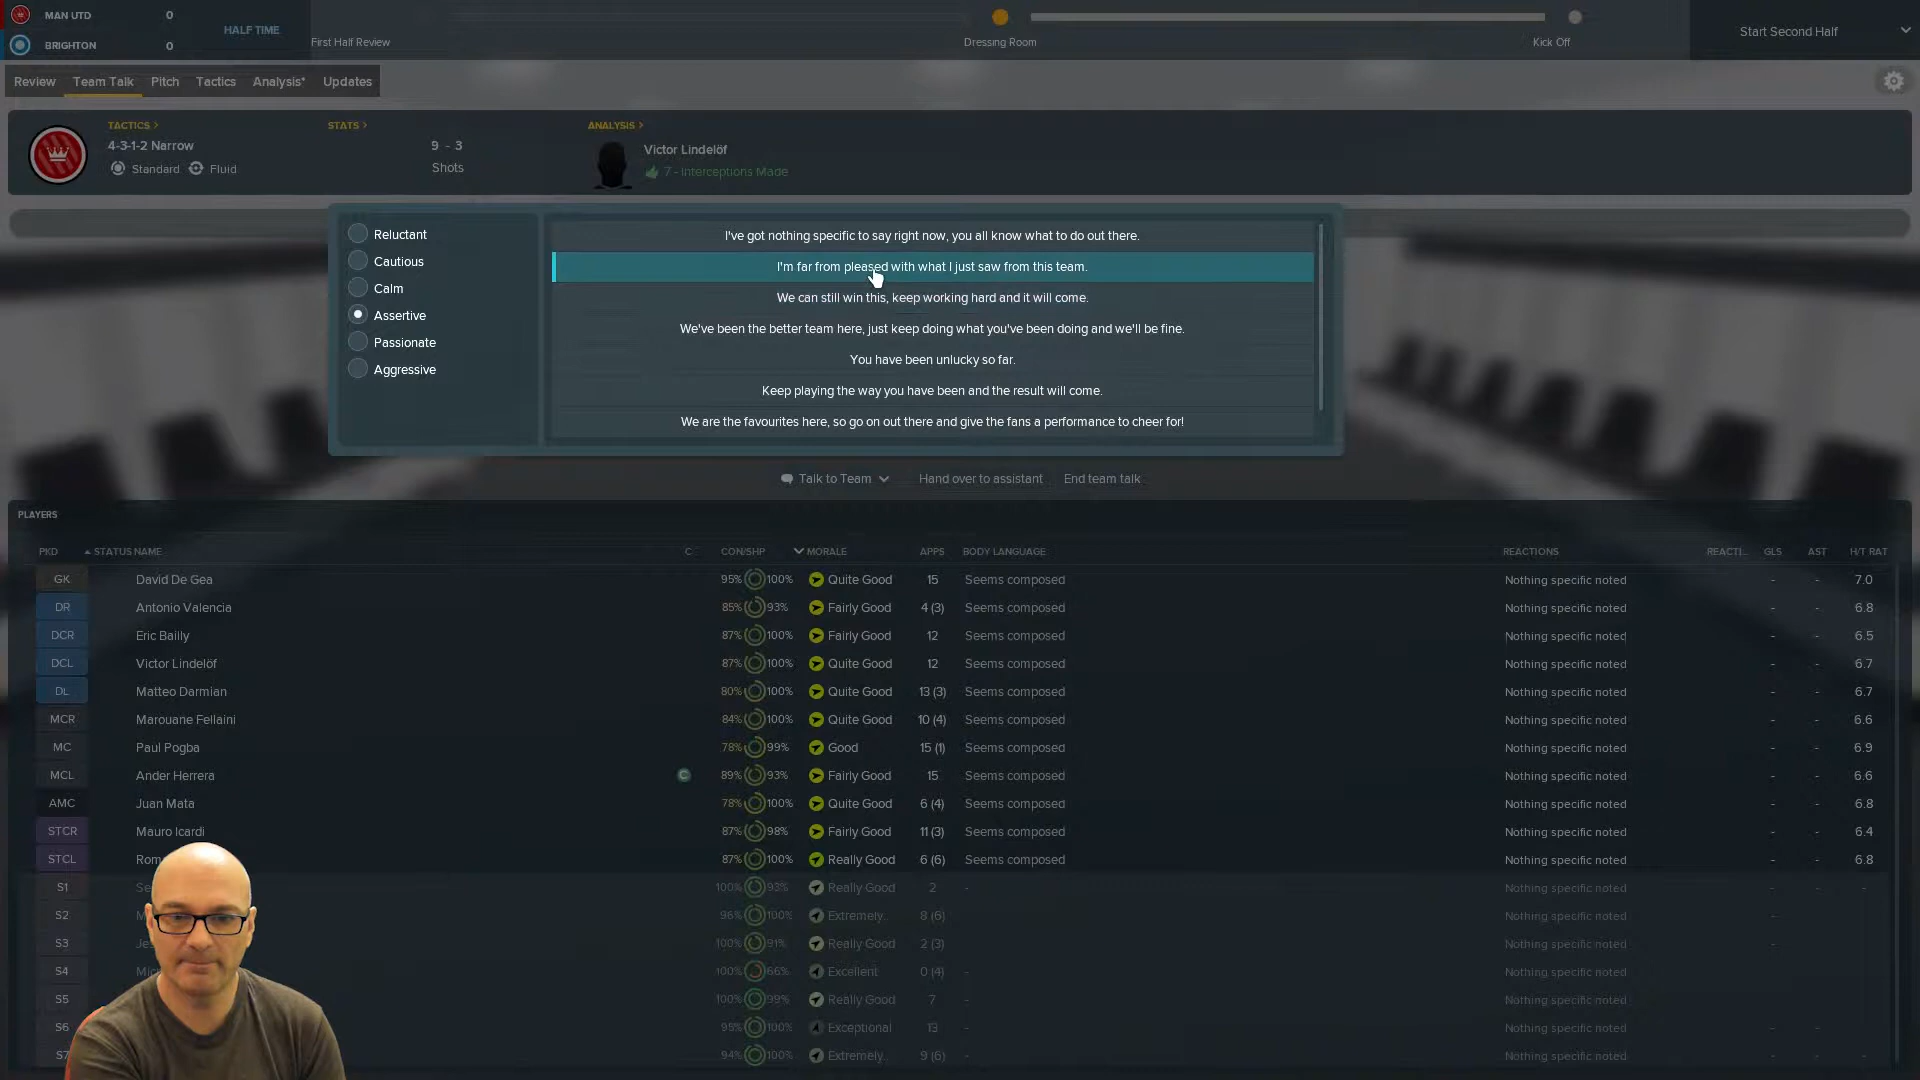 MAN UTD 0
BRIGHTON 0
HALF TIME
First Half Review
Dressing Room
Kick Off
Start Second Half
Review Team Talk Pitch Tactics Analysis* Updates
TACTICS >
4-3-1-2 Narrow
Standard Fluid
STATS >
9 - 3
Shots
ANALYSIS >
Victor Lindelöf
7 - Interceptions Made
Reluctant
Cautious
Calm
Assertive
Passionate
Aggressive
I've got nothing specific to say right now, you all know what to do out there.
I'm far from pleased with what I just saw from this team.
We can still win this, keep working hard and it will come.
We've been the better team here, just keep doing what you've been doing and we'll be fine.
You have been unlucky so far.
Keep playing the way you have been and the result will come.
We are the favourites here, so go on out there and give the fans a performance to cheer for!
Talk to Team Hand over to assistant End team talk
PLAYERS
PKD STATUS NAME C CON/SHP MORALE APPS BODY LANGUAGE REACTIONS REACTI... GLS AST H/T RAT
GK David De Gea 95% 100% Quite Good 15 Seems composed Nothing specific noted - - 7.0
DR Antonio Valencia 85% 93% Fairly Good 4 (3) Seems composed Nothing specific noted - - 6.8
DCR Eric Bailly 87% 100% Fairly Good 12 Seems composed Nothing specific noted - - 6.5
DCL Victor Lindelöf 87% 100% Quite Good 12 Seems composed Nothing specific noted - - 6.7
DL Matteo Darmian 80% 100% Quite Good 13 (3) Seems composed Nothing specific noted - - 6.7
MCR Marouane Fellaini 84% 100% Quite Good 10 (4) Seems composed Nothing specific noted - - 6.6
MC Paul Pogba 78% 99% Good 15 (1) Seems composed Nothing specific noted - - 6.9
MCL Ander Herrera C 89% 93% Fairly Good 15 Seems composed Nothing specific noted - - 6.6
AMC Juan Mata 78% 100% Quite Good 6 (4) Seems composed Nothing specific noted - - 6.8
STCR Mauro Icardi 87% 98% Fairly Good 11 (3) Seems composed Nothing specific noted - - 6.4
STCL Rom 87% 100% Really Good 6 (6) Seems composed Nothing specific noted - - 6.8
S1 Se 100% 93% Really Good 2 - Nothing specific noted - - -
S2 M 96% 100% Extremely... 8 (6) Nothing specific noted -
S3 Je 100% 91% Really Good 2 (3) Nothing specific noted -
S4 Mic 100% 66% Excellent 0 (4) - Nothing specific noted
S5 100% 99% Really Good 7 - Nothing specific noted
S6 95% 100% Exceptional 13 - Nothing specific noted - -
S7 94% 100% Extremely... 9 (6) - Nothing specific noted - - -